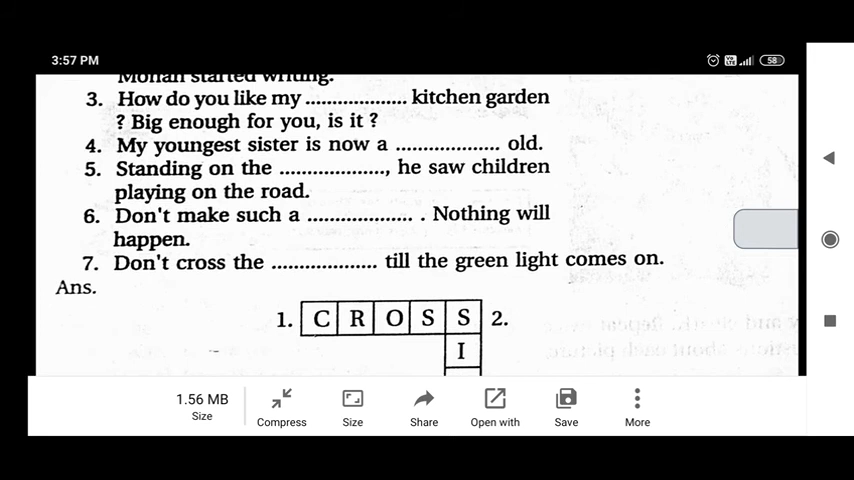 3:57 PM
58
Mohan started writing.
3. How do you like my .................. kitchen garden
? Big enough for you, is it ?
4. My youngest sister is now a .................. old.
5. Standing on the .................., he saw children
playing on the road.
6. Don't make such a .................. . Nothing will
happen.
7. Don't cross the .................. till the green light comes on.
Ans.
1. C R O S S 2.
I
1.56 MB
Size
Compress
Size
Share
Open with
Save
More